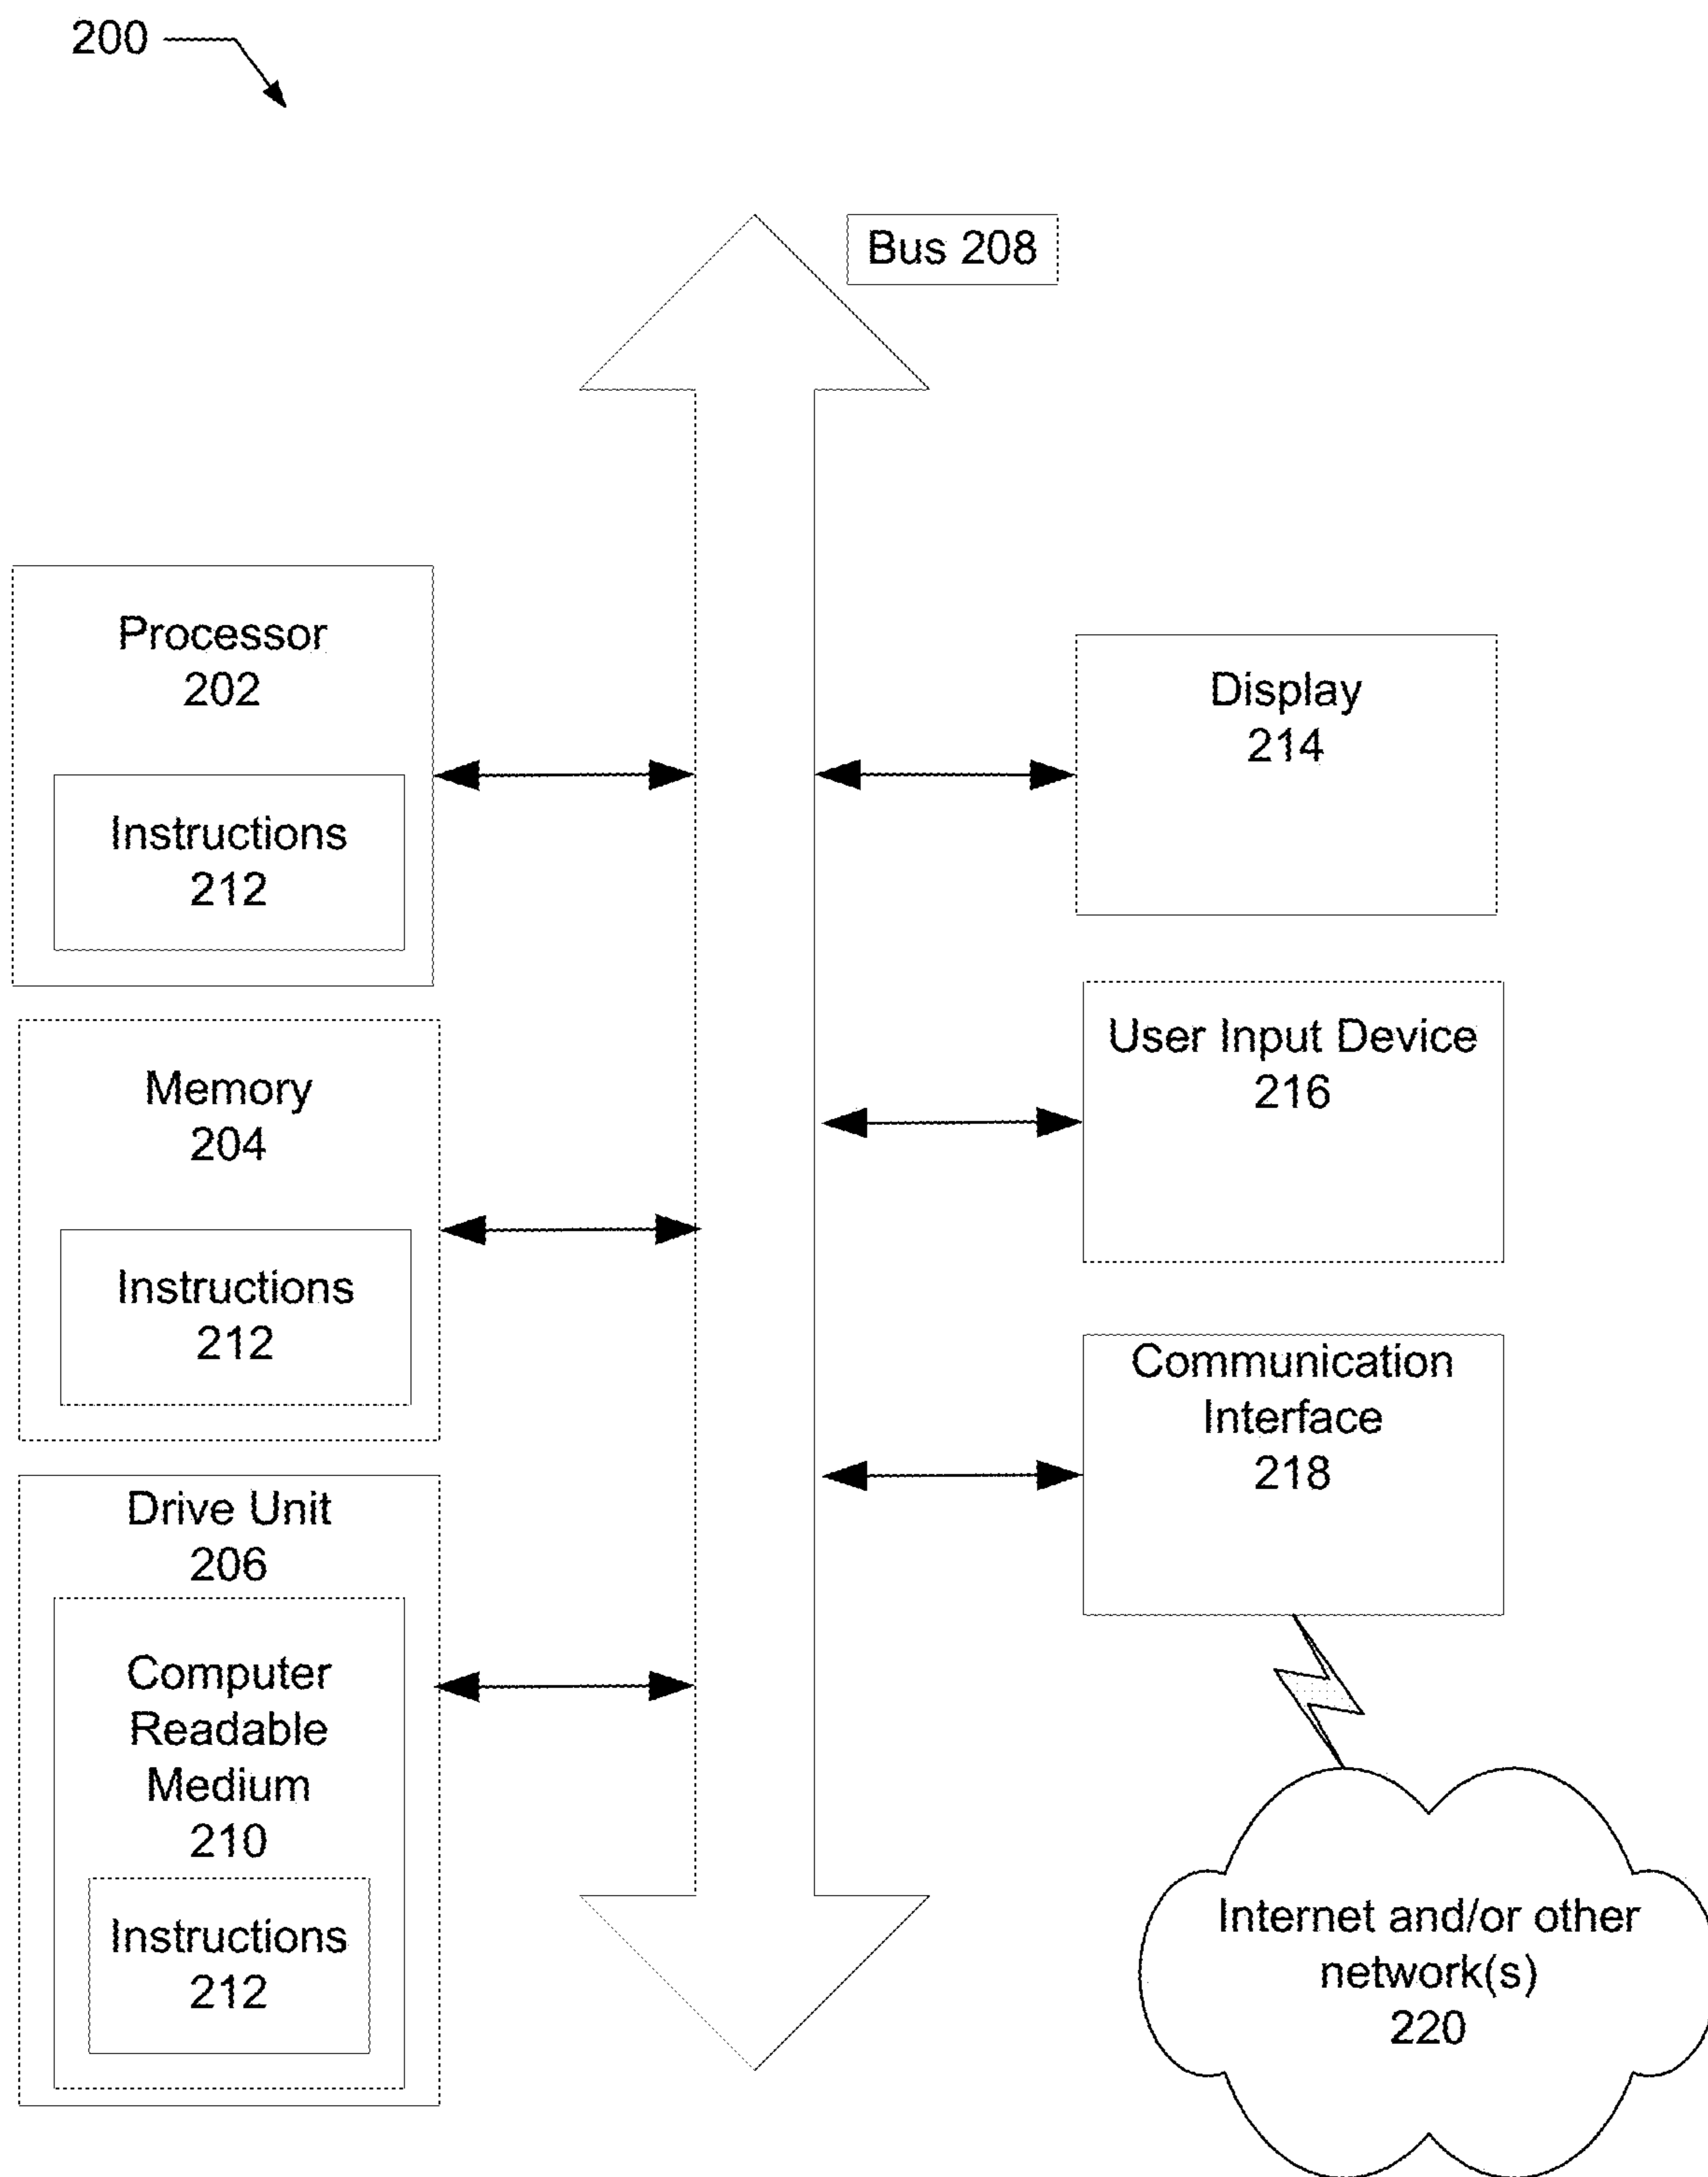 200
Bus 208
Processor
202
Instructions
212
Memory
204
Instructions
212
Drive Unit
206
Computer
Readable
Medium
210
Instructions
212
Display
214
User Input Device
216
Communication
Interface
218
Internet and/or other
network(s)
220